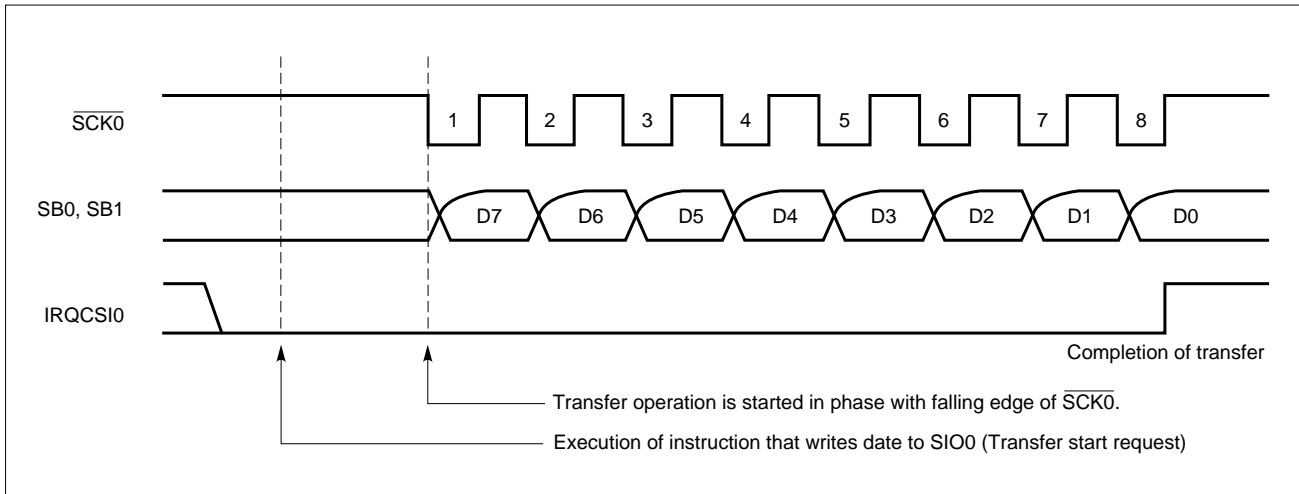 SCK0
1 2 3 4 5 6 7 8
SB0, SB1
D7 D6 D5 D4 D3 D2 D1 D0
IRQCSI0
Completion of transfer
Transfer operation is started in phase with falling edge of SCK0.
Execution of instruction that writes date to SIO0 (Transfer start request)